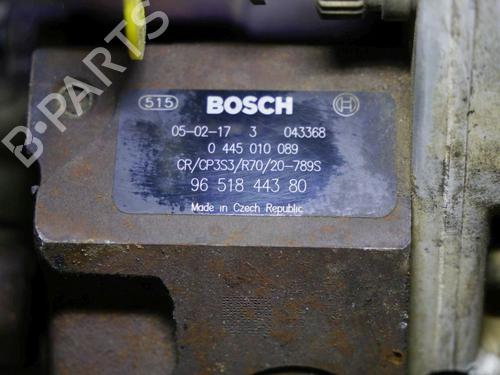 B-PARTS
515 BOSCH
05-02-17 3 043368
0 445 010 089
CR/CP3S3/R70/20-789S
96 518 443 80
Made in Czech Republic